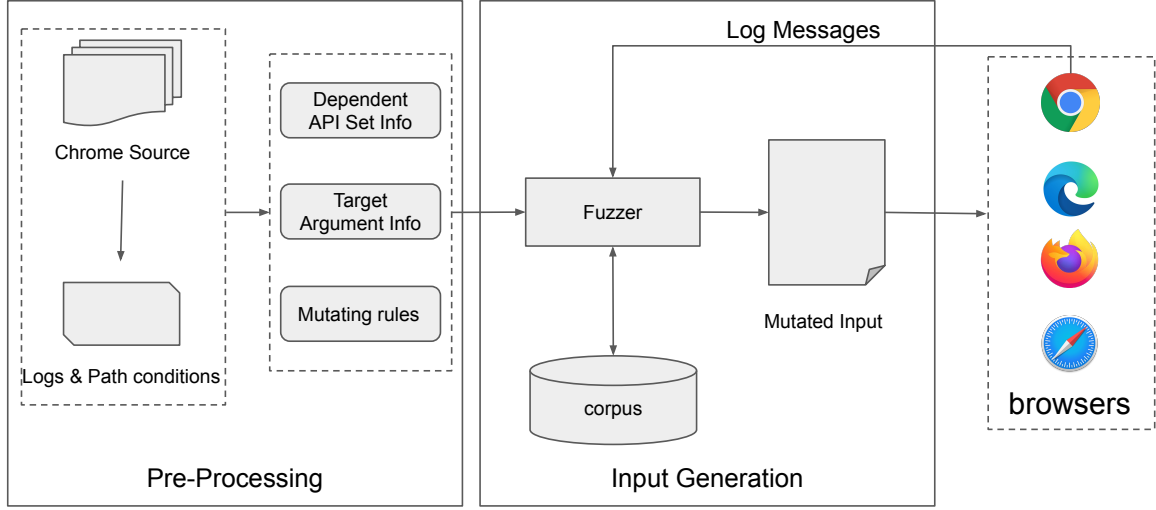 Chrome Source
Logs & Path conditions
Dependent
API Set Info
Target
Argument Info
Mutating rules
Pre-Processing
Log Messages
Fuzzer
corpus
Mutated Input
Input Generation
browsers